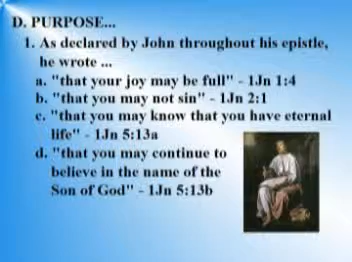 D. PURPOSE...
1. As declared by John throughout his epistle,
he wrote ...
a. "that your joy may be full" - 1Jn 1:4
b. "that you may not sin" - 1Jn 2:1
c. "that you may know that you have eternal
life" - 1Jn 5:13a
d. "that you may continue to
believe in the name of the
Son of God" - 1Jn 5:13b